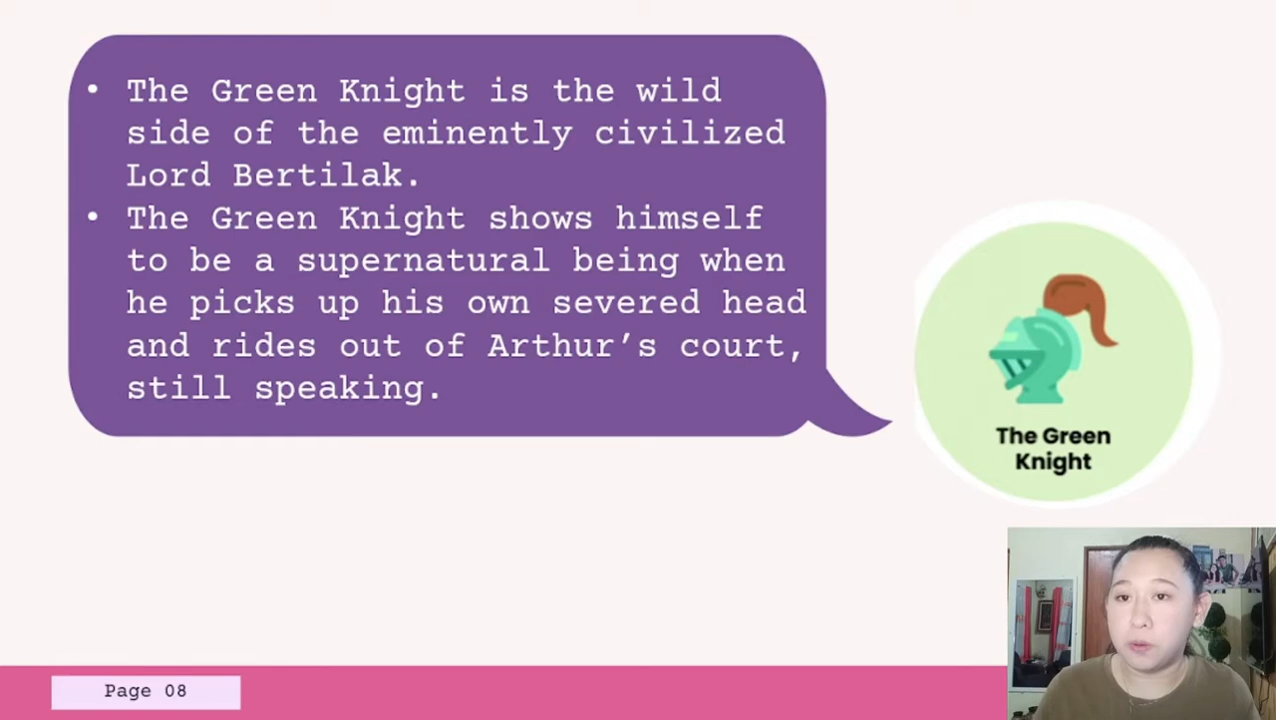 • The Green Knight is the wild
side of the eminently civilized
Lord Bertilak.
• The Green Knight shows himself
to be a supernatural being when
he picks up his own severed head
and rides out of Arthur’s court,
still speaking.
The Green
Knight
Page 08